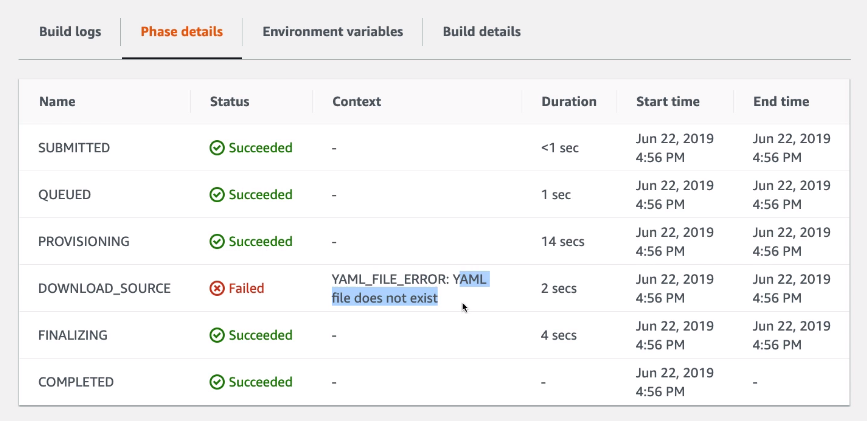 Build logs Phase details Environment variables Build details
Name Status Context Duration Start time End time
SUBMITTED Succeeded - <1 sec Jun 22, 2019 4:56 PM Jun 22, 2019 4:56 PM
QUEUED Succeeded - 1 sec Jun 22, 2019 4:56 PM Jun 22, 2019 4:56 PM
PROVISIONING Succeeded - 14 secs Jun 22, 2019 4:56 PM Jun 22, 2019 4:56 PM
DOWNLOAD_SOURCE Failed YAML_FILE_ERROR: YAML file does not exist 2 secs Jun 22, 2019 4:56 PM Jun 22, 2019 4:56 PM
FINALIZING Succeeded - 4 secs Jun 22, 2019 4:56 PM Jun 22, 2019 4:56 PM
COMPLETED Succeeded - - Jun 22, 2019 4:56 PM -